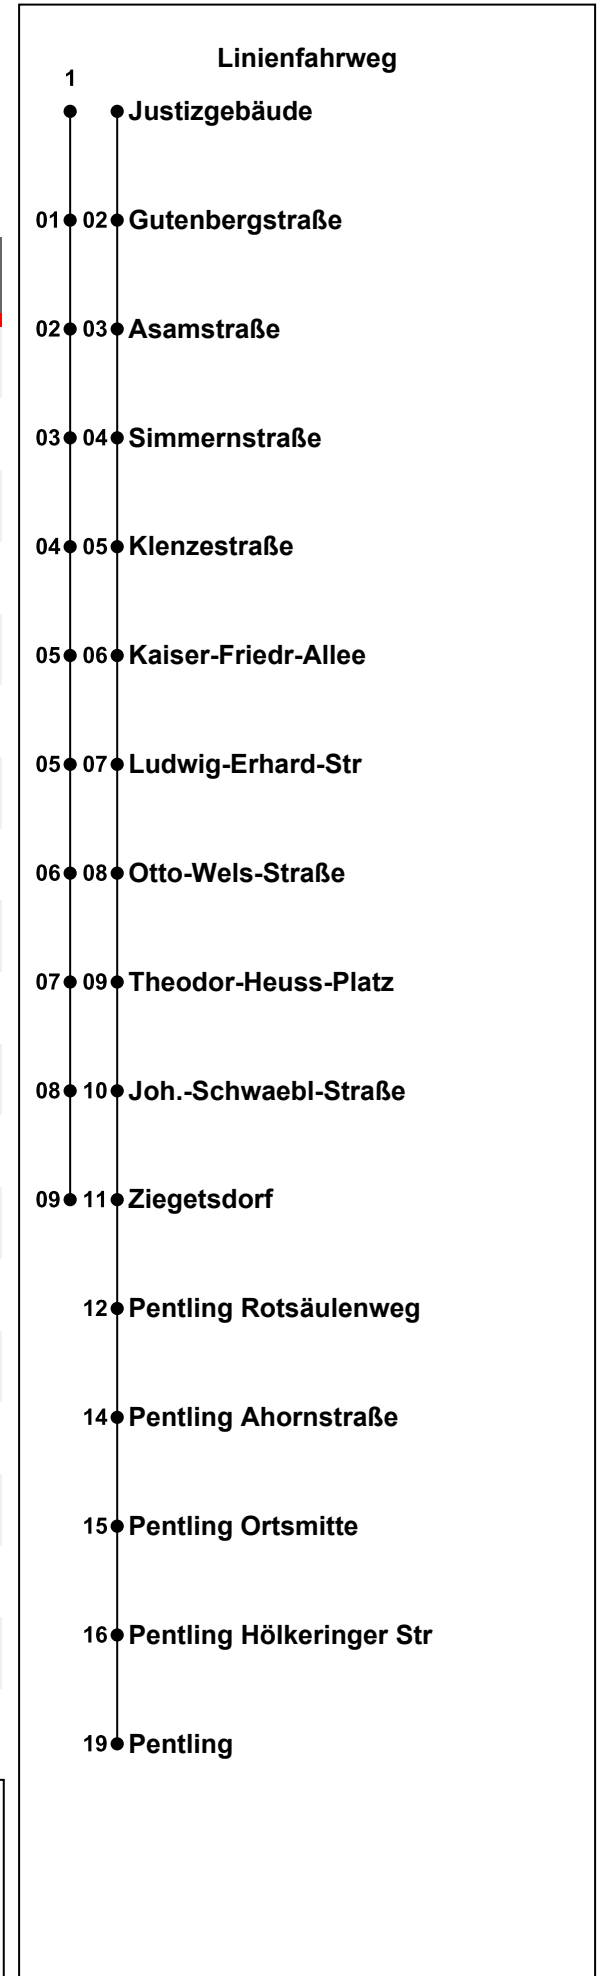 Linienfahrweg
1
Justizgebäude
01 02 Gutenbergstraße
02 03 Asamstraße
03 04 Simmernstraße
04 05 Klenzestraße
05 06 Kaiser-Friedr-Allee
05 07 Ludwig-Erhard-Str
06 08 Otto-Wels-Straße
07 09 Theodor-Heuss-Platz
08 10 Joh.-Schwaebl-Straße
09 11 Ziegetsdorf
12 Pentling Rotsäulenweg
14 Pentling Ahornstraße
15 Pentling Ortsmitte
16 Pentling Hölkeringer Str
19 Pentling